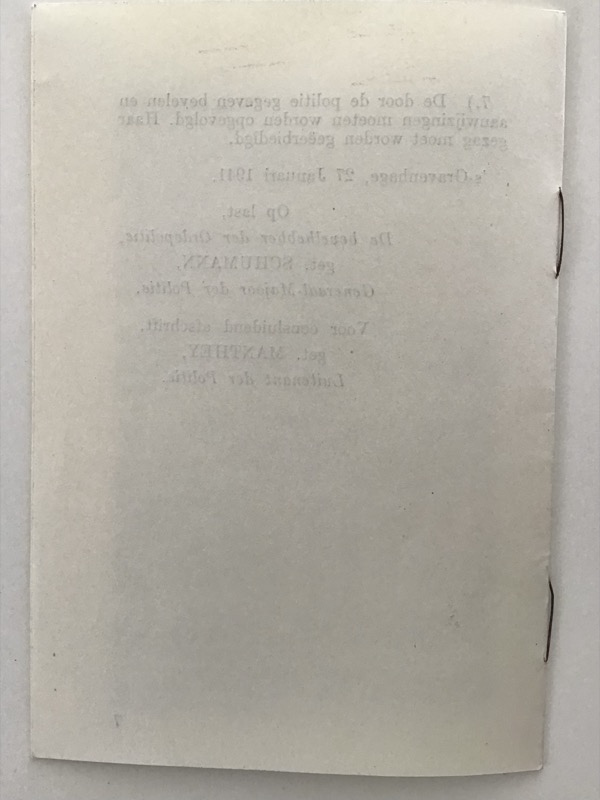 7.) De door de politie gegeven bevelen en
aanwijzingen moeten worden opgevolgd. Haar
gezag moet worden geëerbiedigd.
's-Gravenhage, 27 Januari 1941.
Op last,
De bevelhebber der Ordepolitie,
get. SCHUMANN,
Generaal-Majoor der Politie.
Voor eensluidend afschrift,
get. MANTHEY,
Luitenant der Politie.